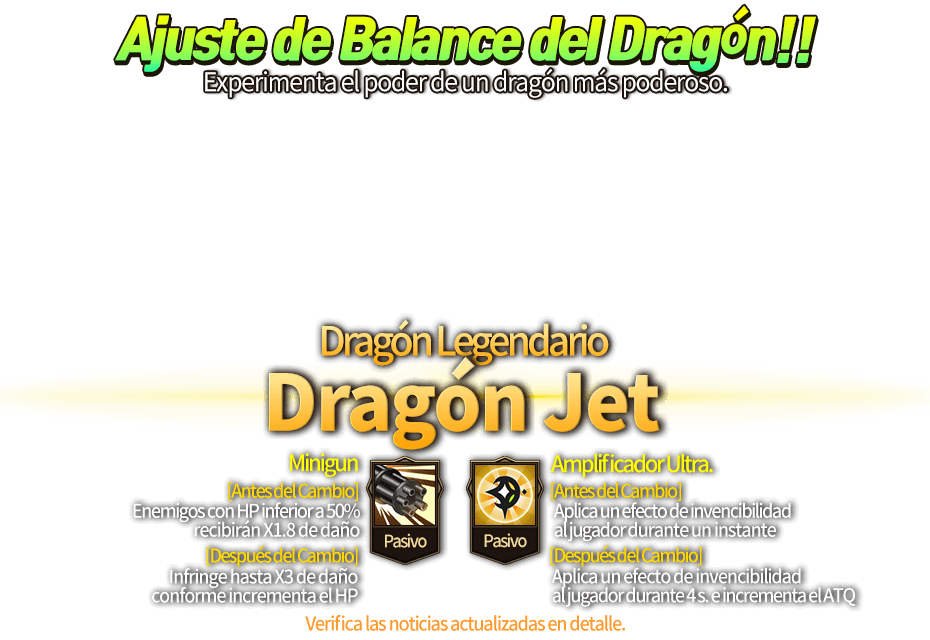 Ajuste de Balance del Dragón!!
Experimenta el poder de un dragón más poderoso.
Dragón Legendario
Dragón Jet
Minigun
[Antes del Cambio]
Enemigos con HP inferior a 50%
recibirán X1.8 de daño
[Después del Cambio]
Infringe hasta X3 de daño
conforme incrementa el HP
Pasivo
Pasivo
Amplificador Ultra.
[Antes del Cambio]
Aplica un efecto de invencibilidad
al jugador durante un instante
[Después del Cambio]
Aplica un efecto de invencibilidad
al jugador durante 4 s. e incrementa el ATQ
Verifica las noticias actualizadas en detalle.